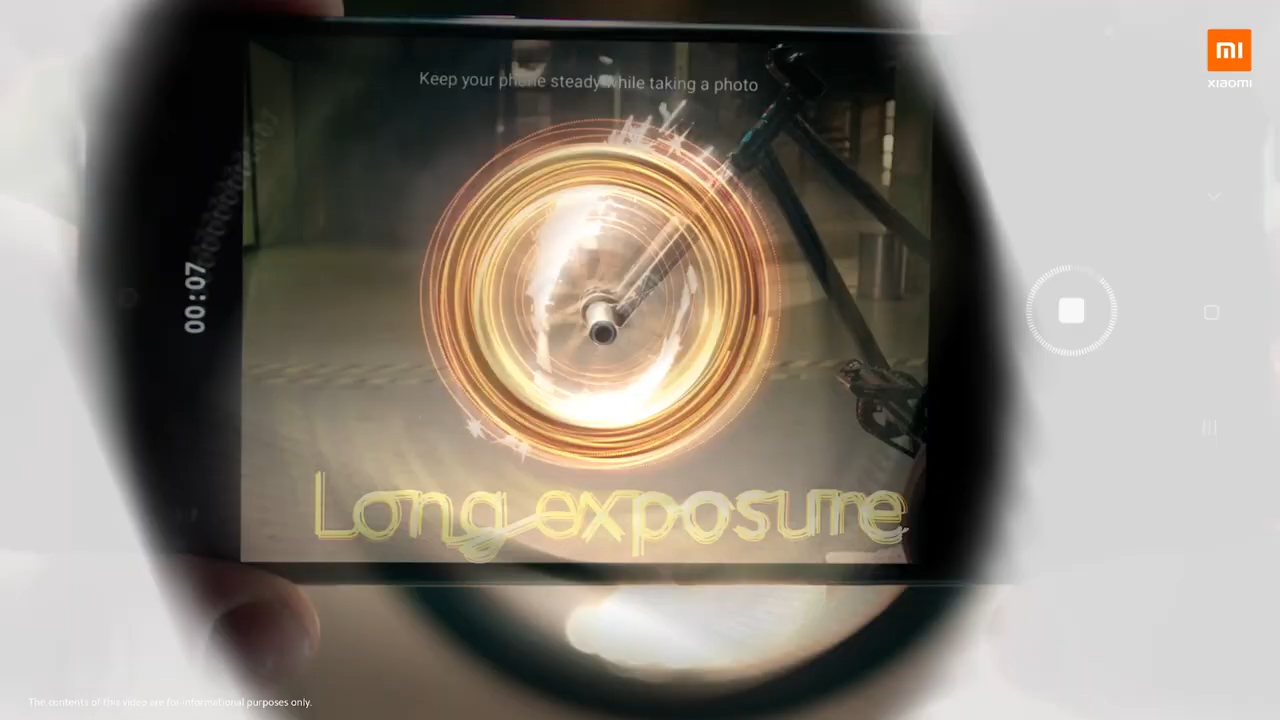 mi
xiaomi
Keep your phone steady while taking a photo
00:07
Long exposure
The contents of this video are for informational purposes only.